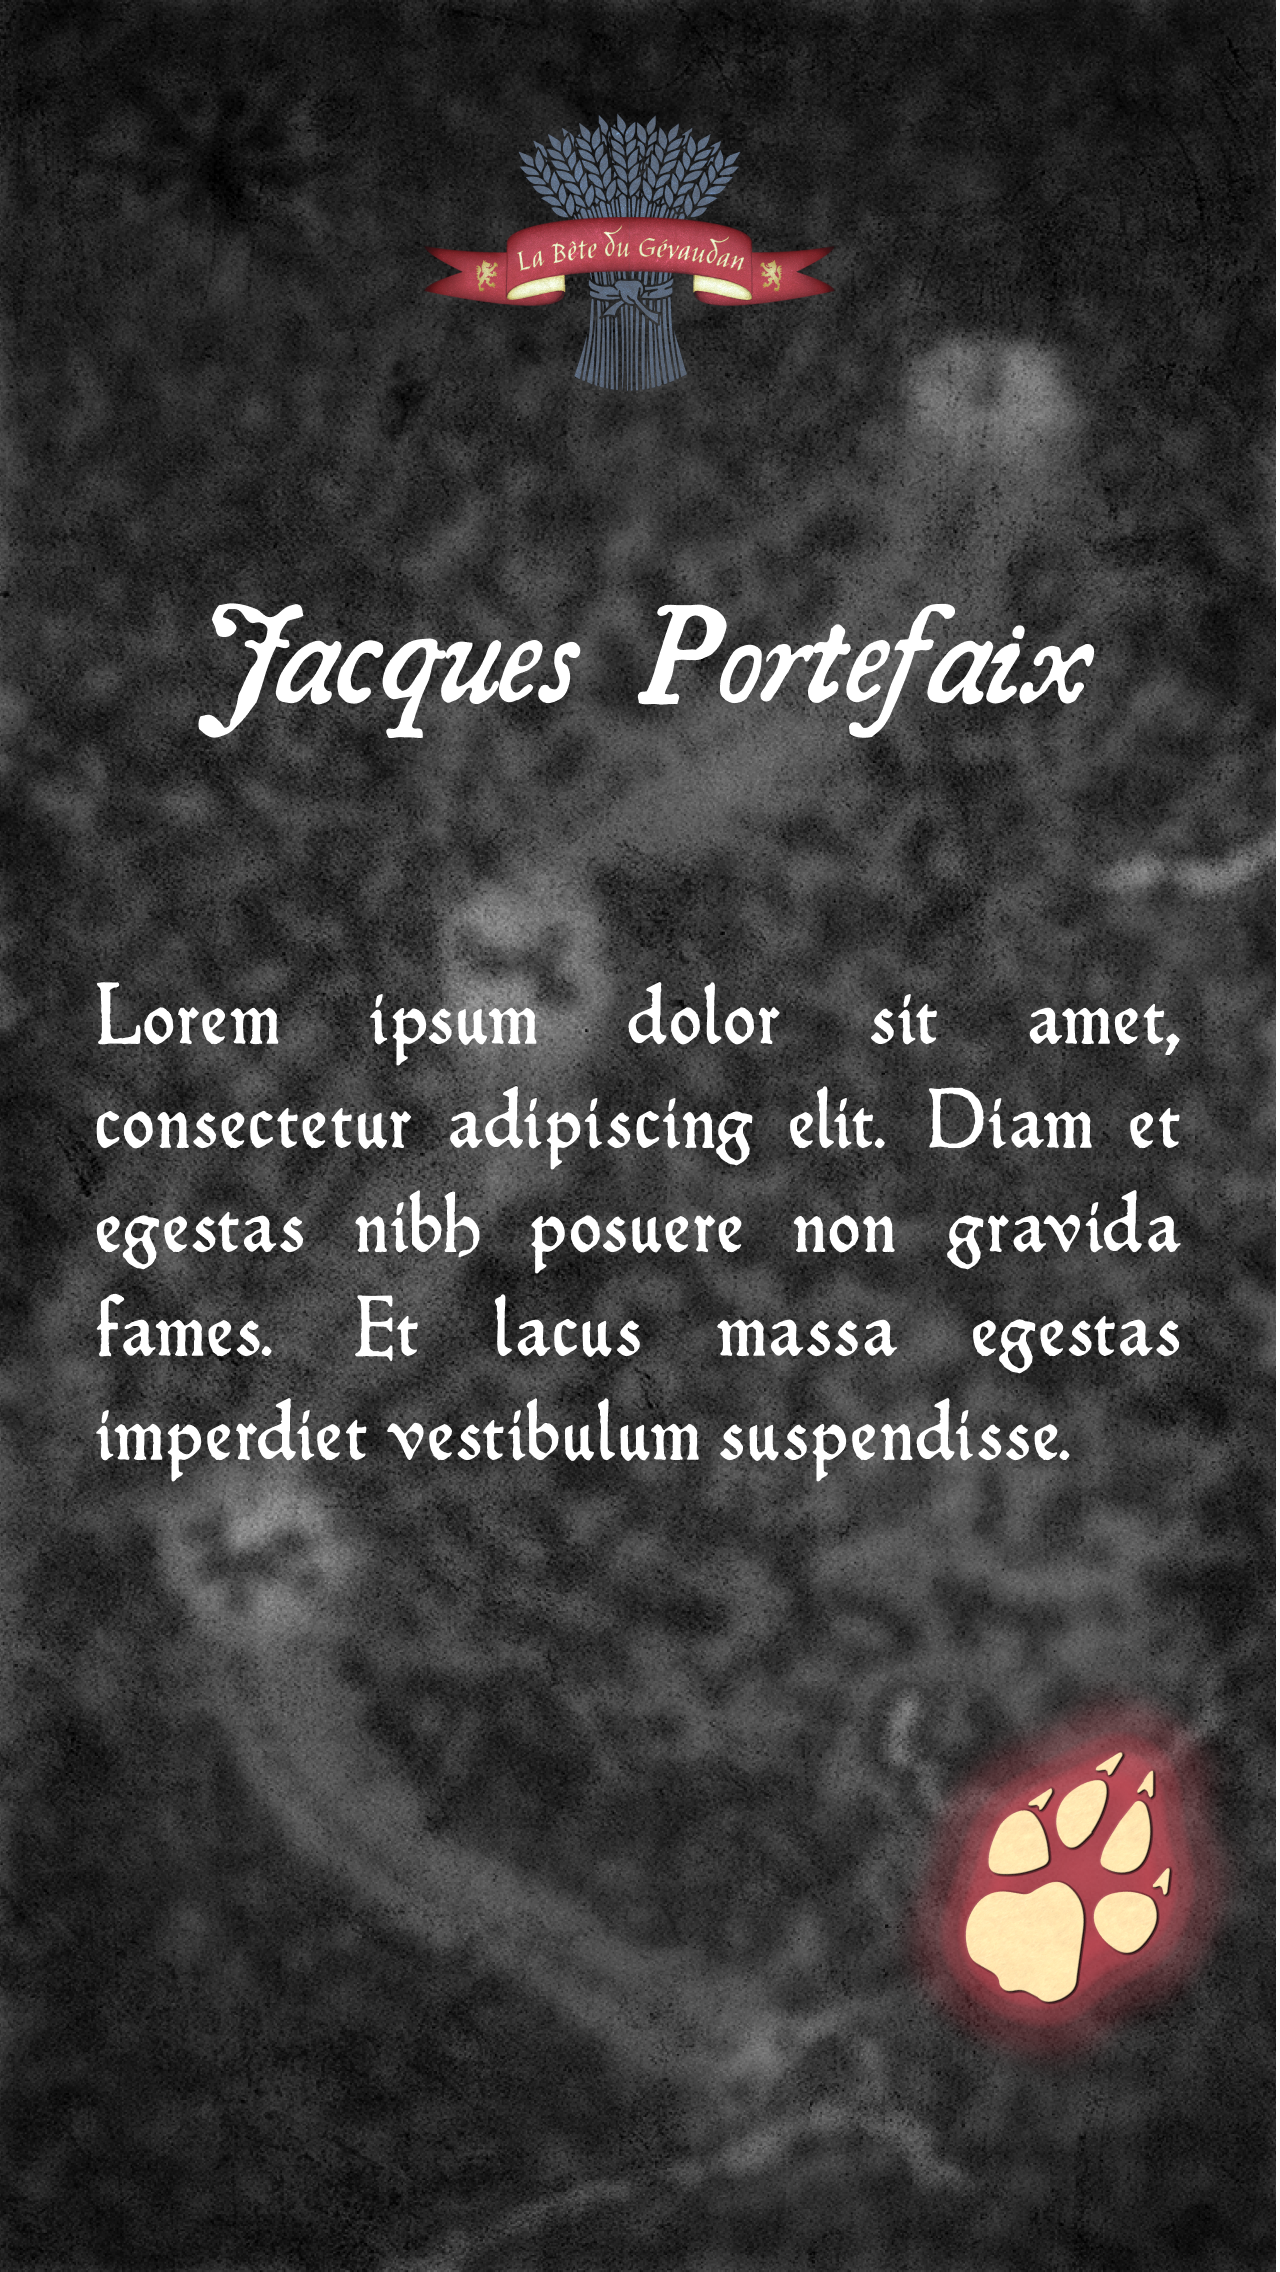 La Bête du Gévaudan
Jacques Portefaix
Lorem ipsum dolor sit amet,
consectetur adipiscing elit. Diam et
egestas nibh posuere non gravida
fames. Et lacus massa egestas
imperdiet vestibulum suspendisse.